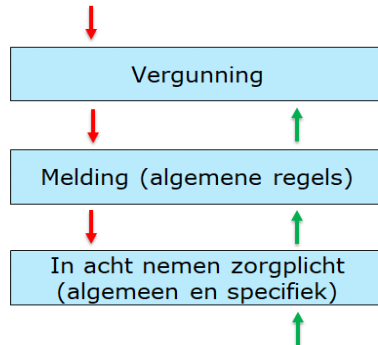 Vergunning
Melding (algemene regels)
In acht nemen zorgplicht
(algemeen en specifiek)